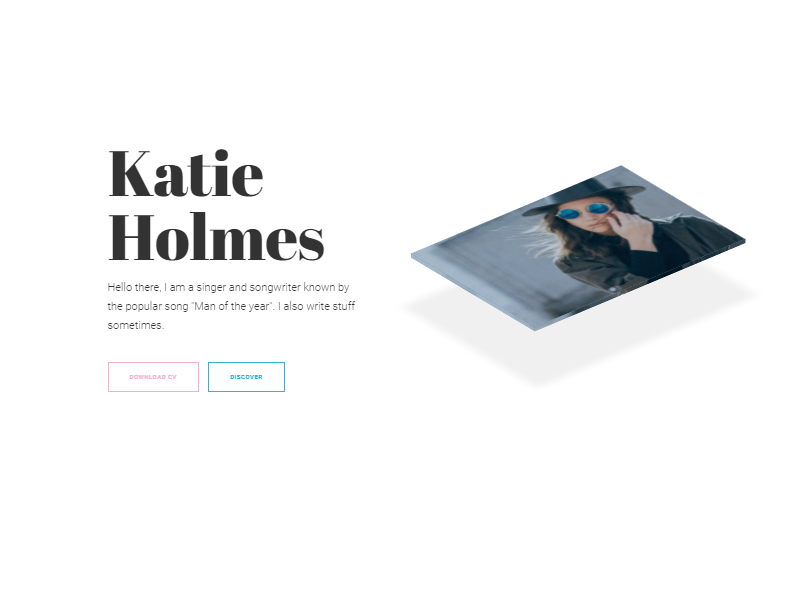 Katie
Holmes
Hello there, I am a singer and songwriter known by
the popular song "Man of the year". I also write stuff
sometimes.
DOWNLOAD CV
DISCOVER